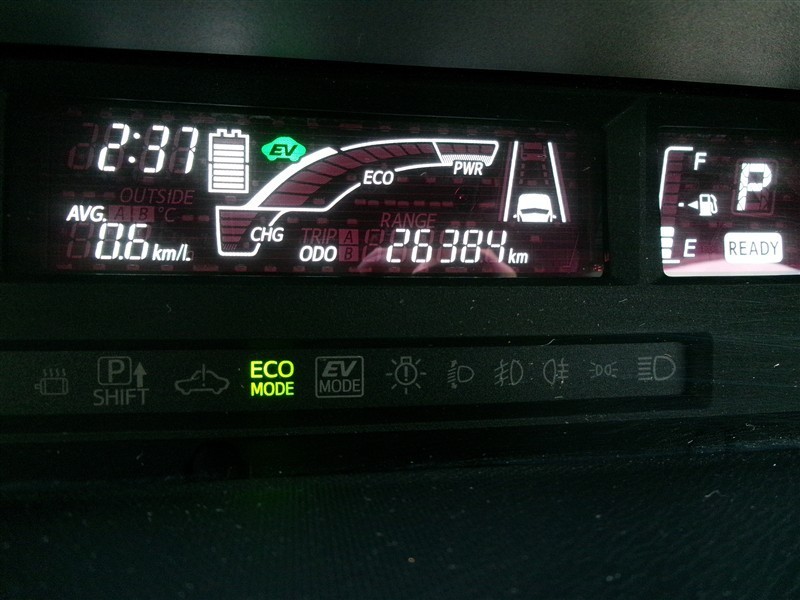 2:37
EV
F
P
OUTSIDE
°C
ECO
PWR
AVG.
A B
RANGE
CHG
TRIP A
E
READY
0.6 km/L
ODO B
26384 km
P
SHIFT
ECO
MODE
EV
MODE